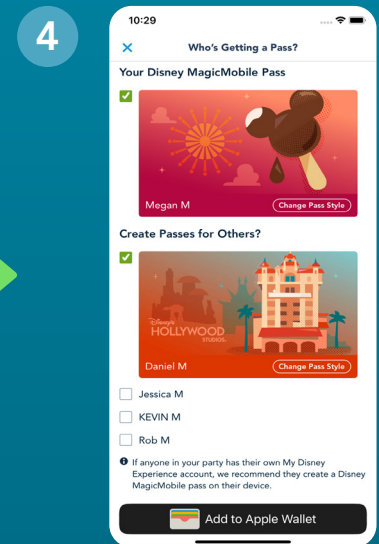 4
10:29
Who's Getting a Pass?
Your Disney MagicMobile Pass
Megan M
Change Pass Style
Create Passes for Others?
Disney's
HOLLYWOOD
STUDIOS
Daniel M
Change Pass Style
Jessica M
KEVIN M
Rob M
If anyone in your party has their own My Disney
Experience account, we recommend they create a Disney
MagicMobile pass on their device.
Add to Apple Wallet